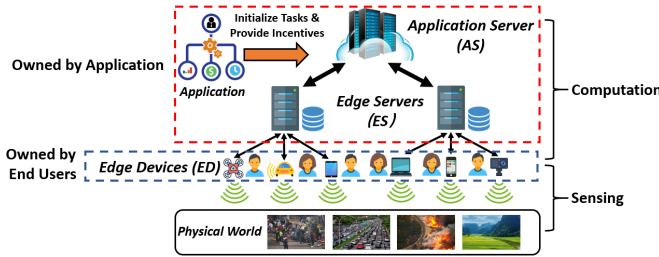 Initialize Tasks &
Provide Incentives
Application Server
(AS)
Owned by Application
Application
Computation
Edge Servers
(ES)
Owned by
End Users
Edge Devices (ED)
Sensing
Physical World